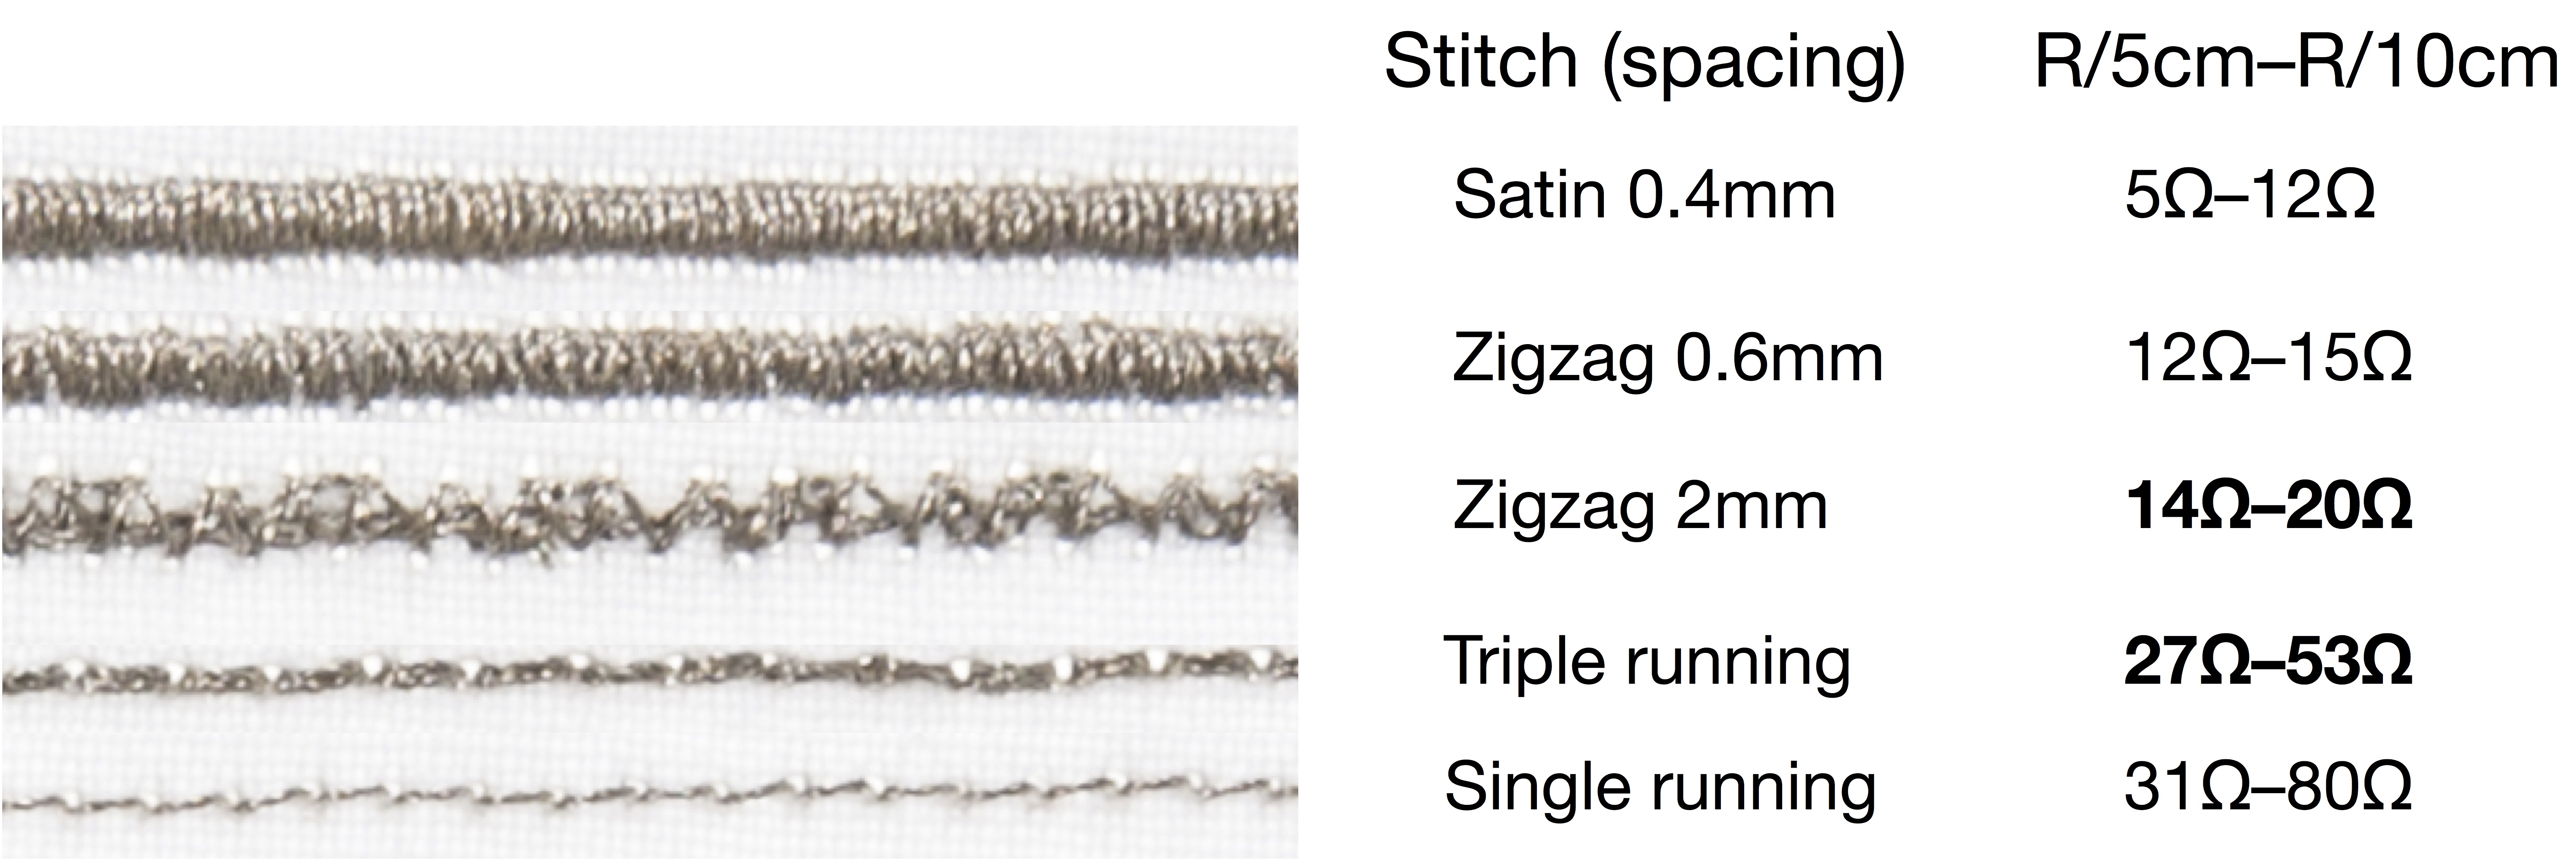 Stitch (spacing) R/5cm–R/10cm
Satin 0.4mm 5Ω–12Ω
Zigzag 0.6mm 12Ω–15Ω
Zigzag 2mm 14Ω–20Ω
Triple running 27Ω–53Ω
Single running 31Ω–80Ω